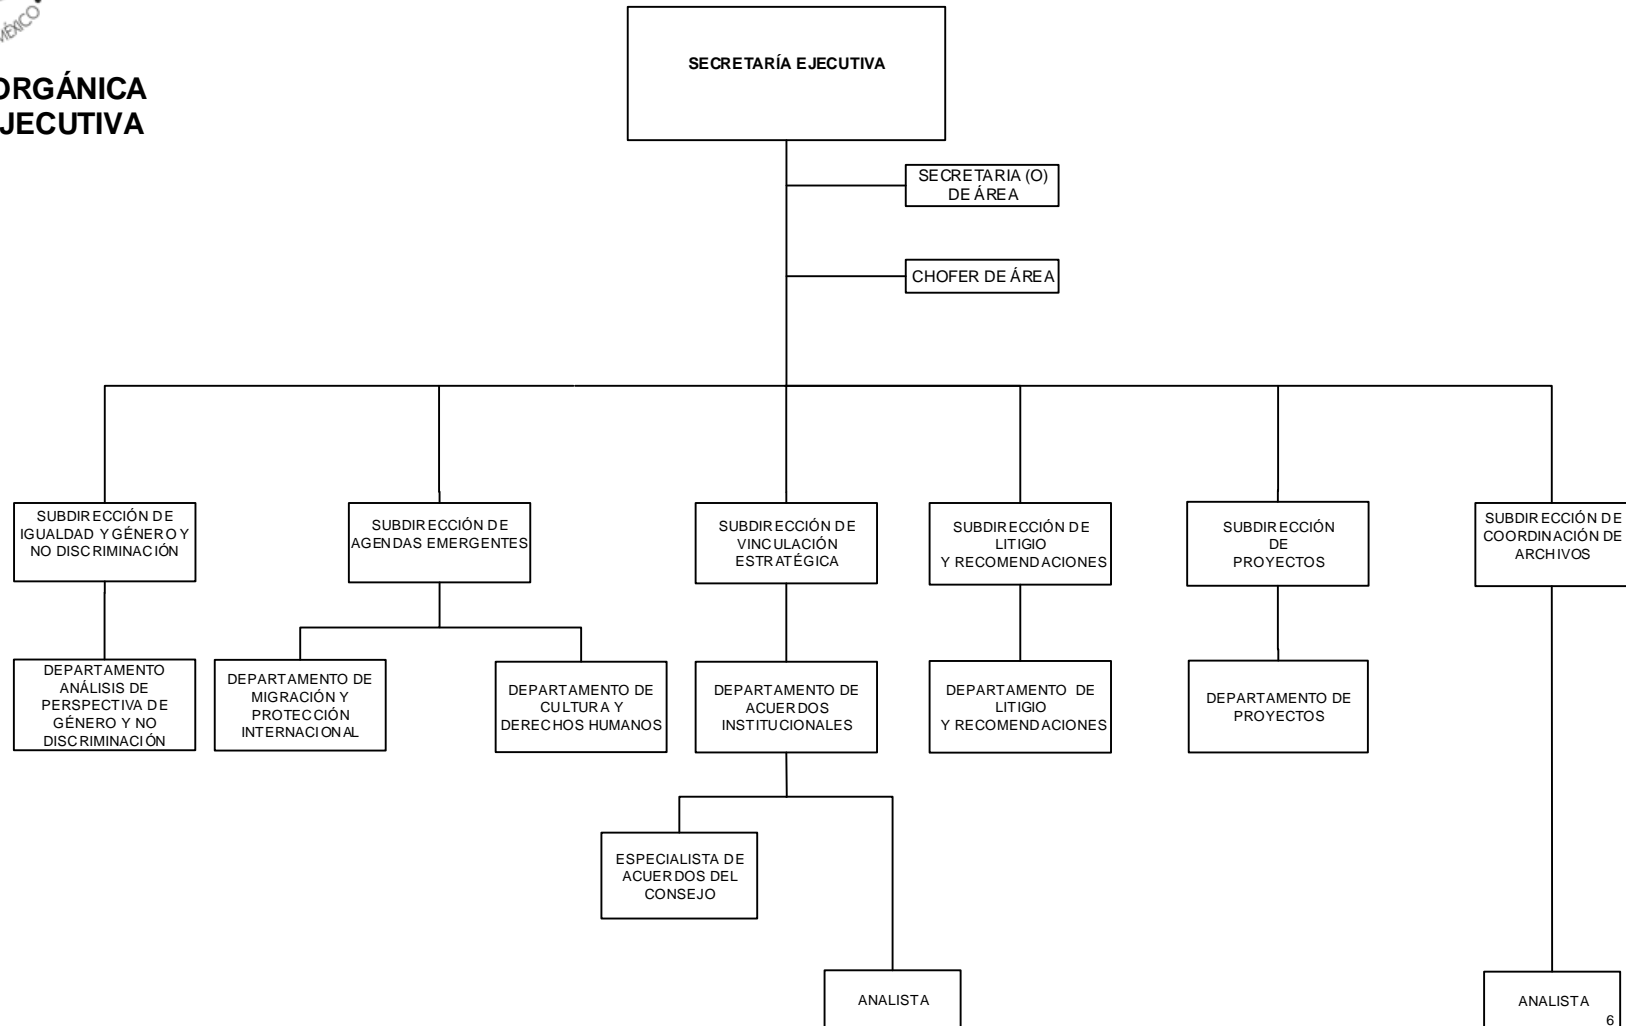 MÉXICO
ORGÁNICA
JECUTIVA
SECRETARÍA EJECUTIVA
SECRETARIA (O)
DE ÁREA
CHOFER DE ÁREA
SUBDIRECCIÓN DE
IGUALDAD Y GÉNERO Y
NO DISCRIMINACIÓN
SUBDIRECCIÓN DE
AGENDAS EMERGENTES
SUBDIRECCIÓN DE
VINCULACIÓN
ESTRATÉGICA
SUBDIRECCIÓN DE
LITIGIO
Y RECOMENDACIONES
SUBDIRECCIÓN
DE
PROYECTOS
SUBDIRECCIÓN DE
COORDINACIÓN DE
ARCHIVOS
DEPARTAMENTO
ANÁLISIS DE
PERSPECTIVA DE
GÉNERO Y NO
DISCRIMINACIÓN
DEPARTAMENTO DE
MIGRACIÓN Y
PROTECCIÓN
INTERNACIONAL
DEPARTAMENTO DE
CULTURA Y
DERECHOS HUMANOS
DEPARTAMENTO DE
ACUERDOS
INSTITUCIONALES
DEPARTAMENTO DE
LITIGIO
Y RECOMENDACIONES
DEPARTAMENTO DE
PROYECTOS
ESPECIALISTA DE
ACUERDOS DEL
CONSEJO
ANALISTA
ANALISTA
6